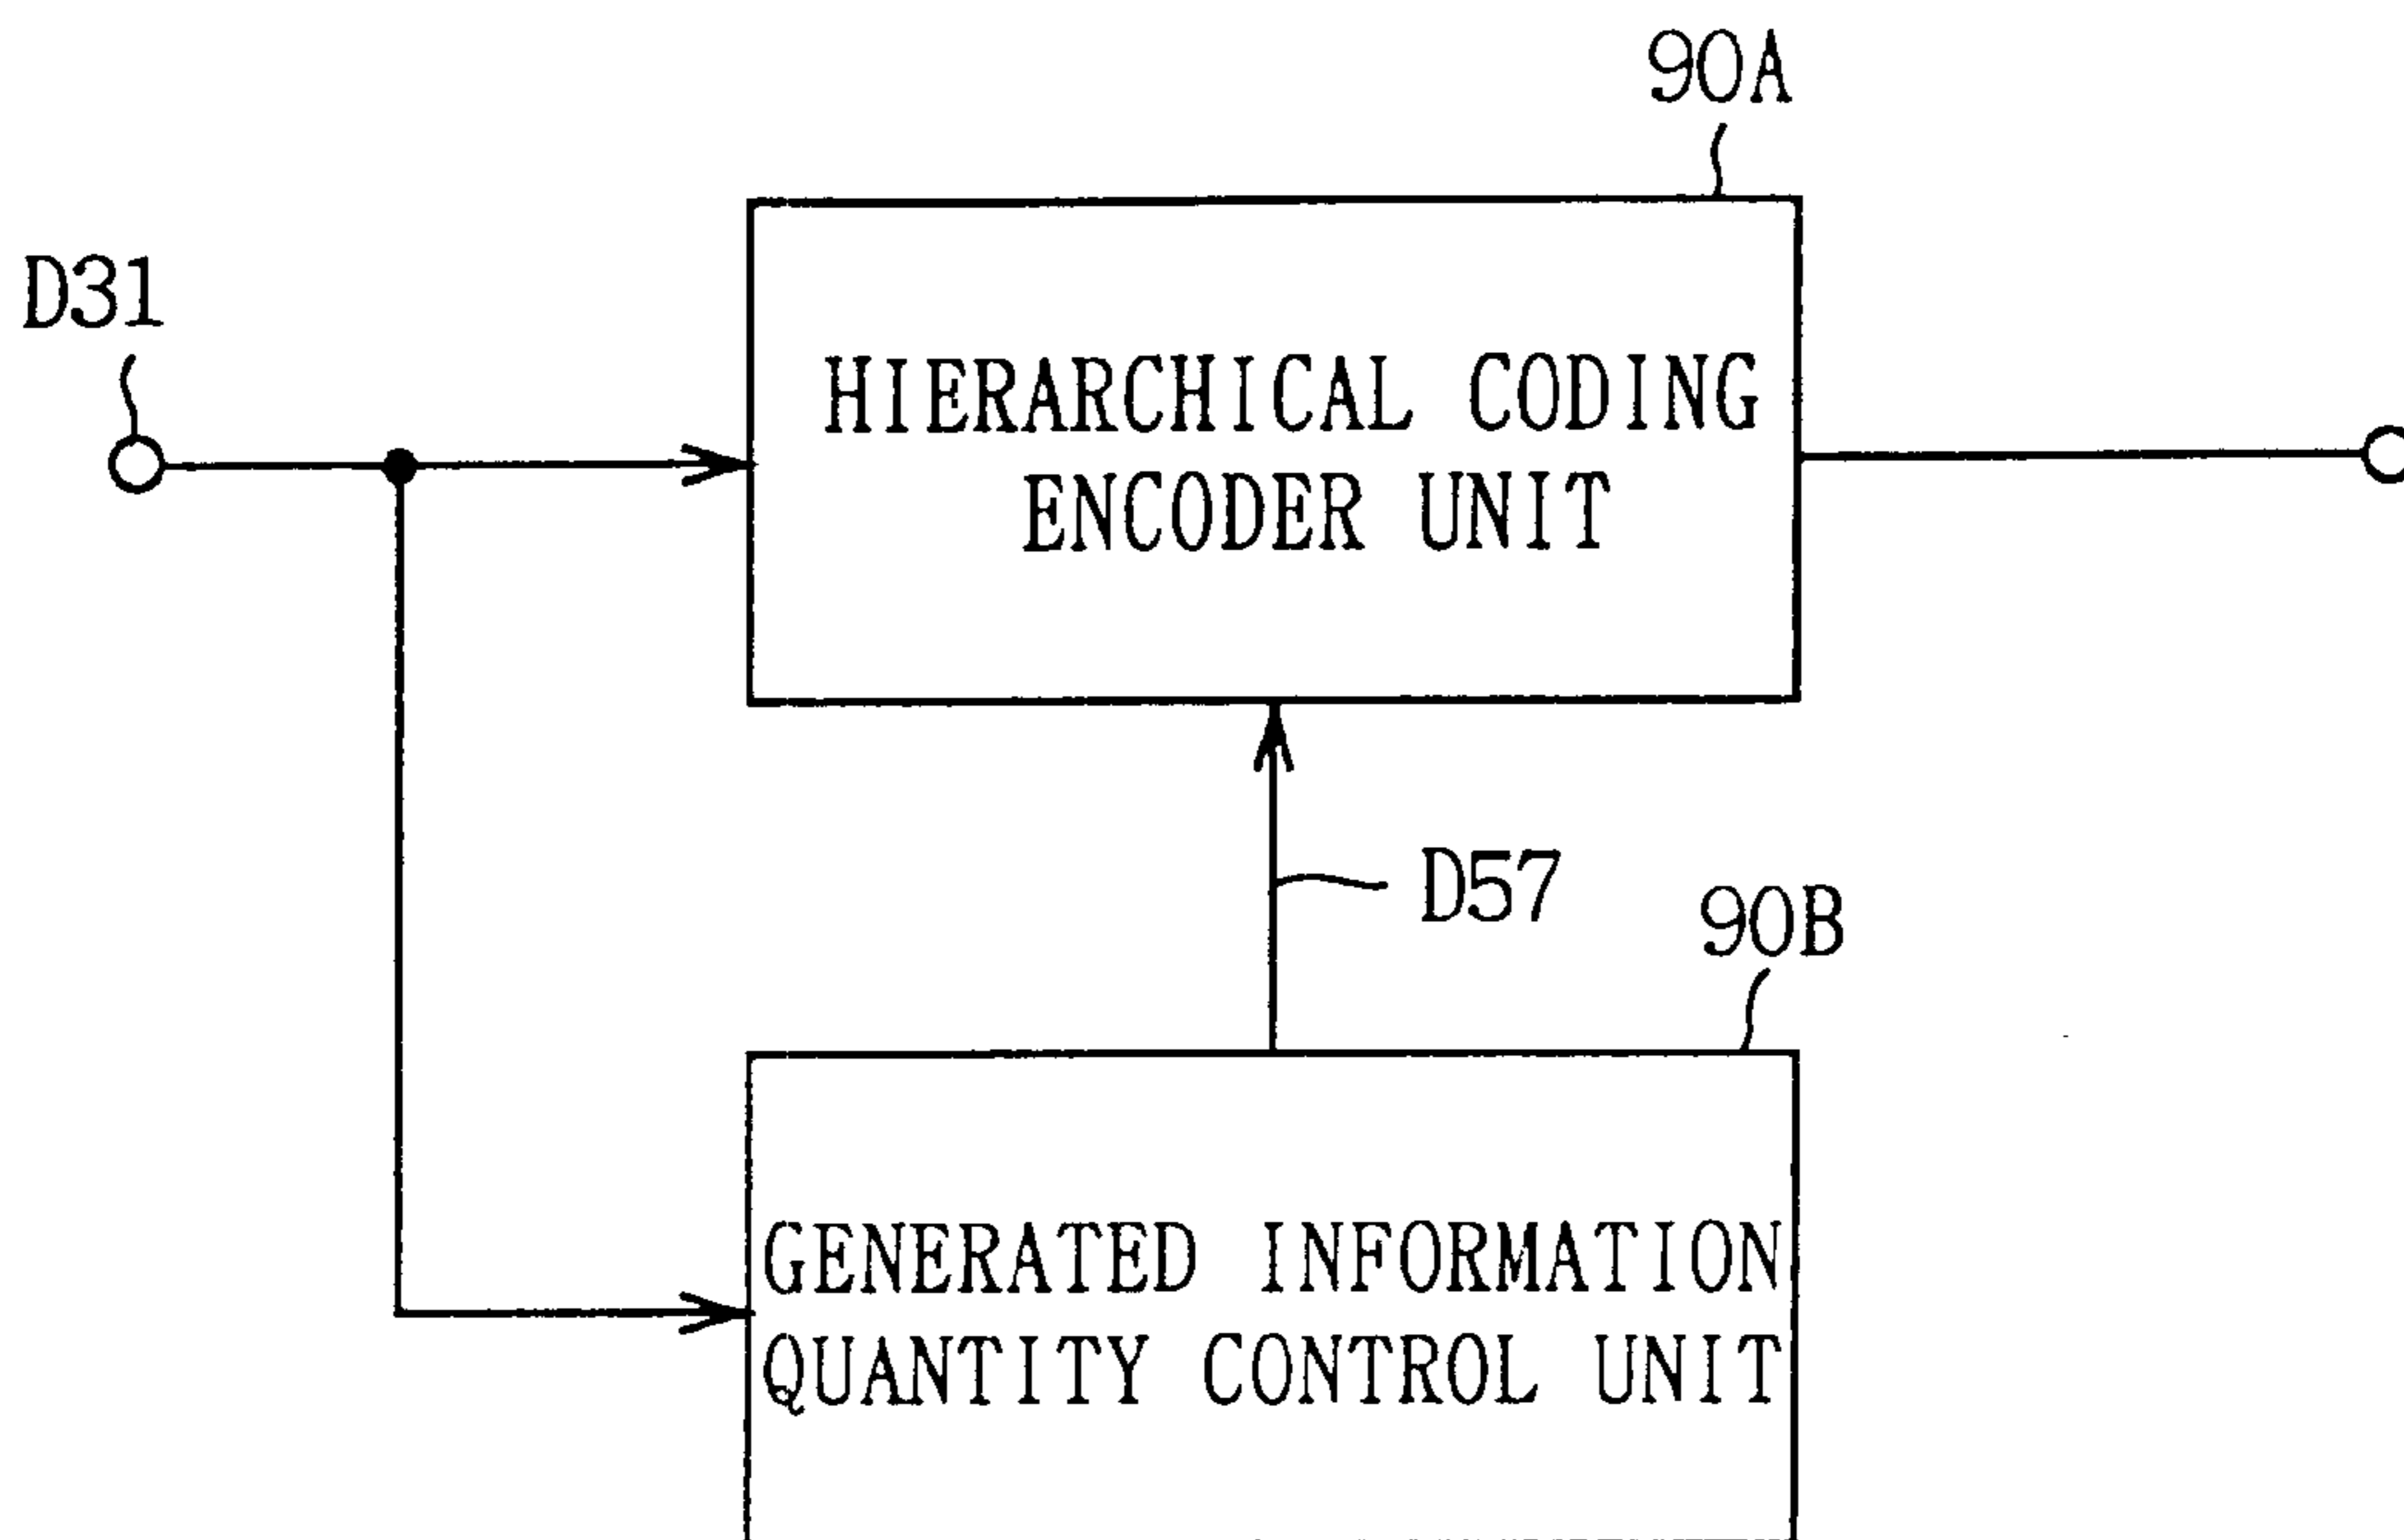 90A
D31
HIERARCHICAL CODING
ENCODER UNIT
D57
90B
GENERATED INFORMATION
QUANTITY CONTROL UNIT